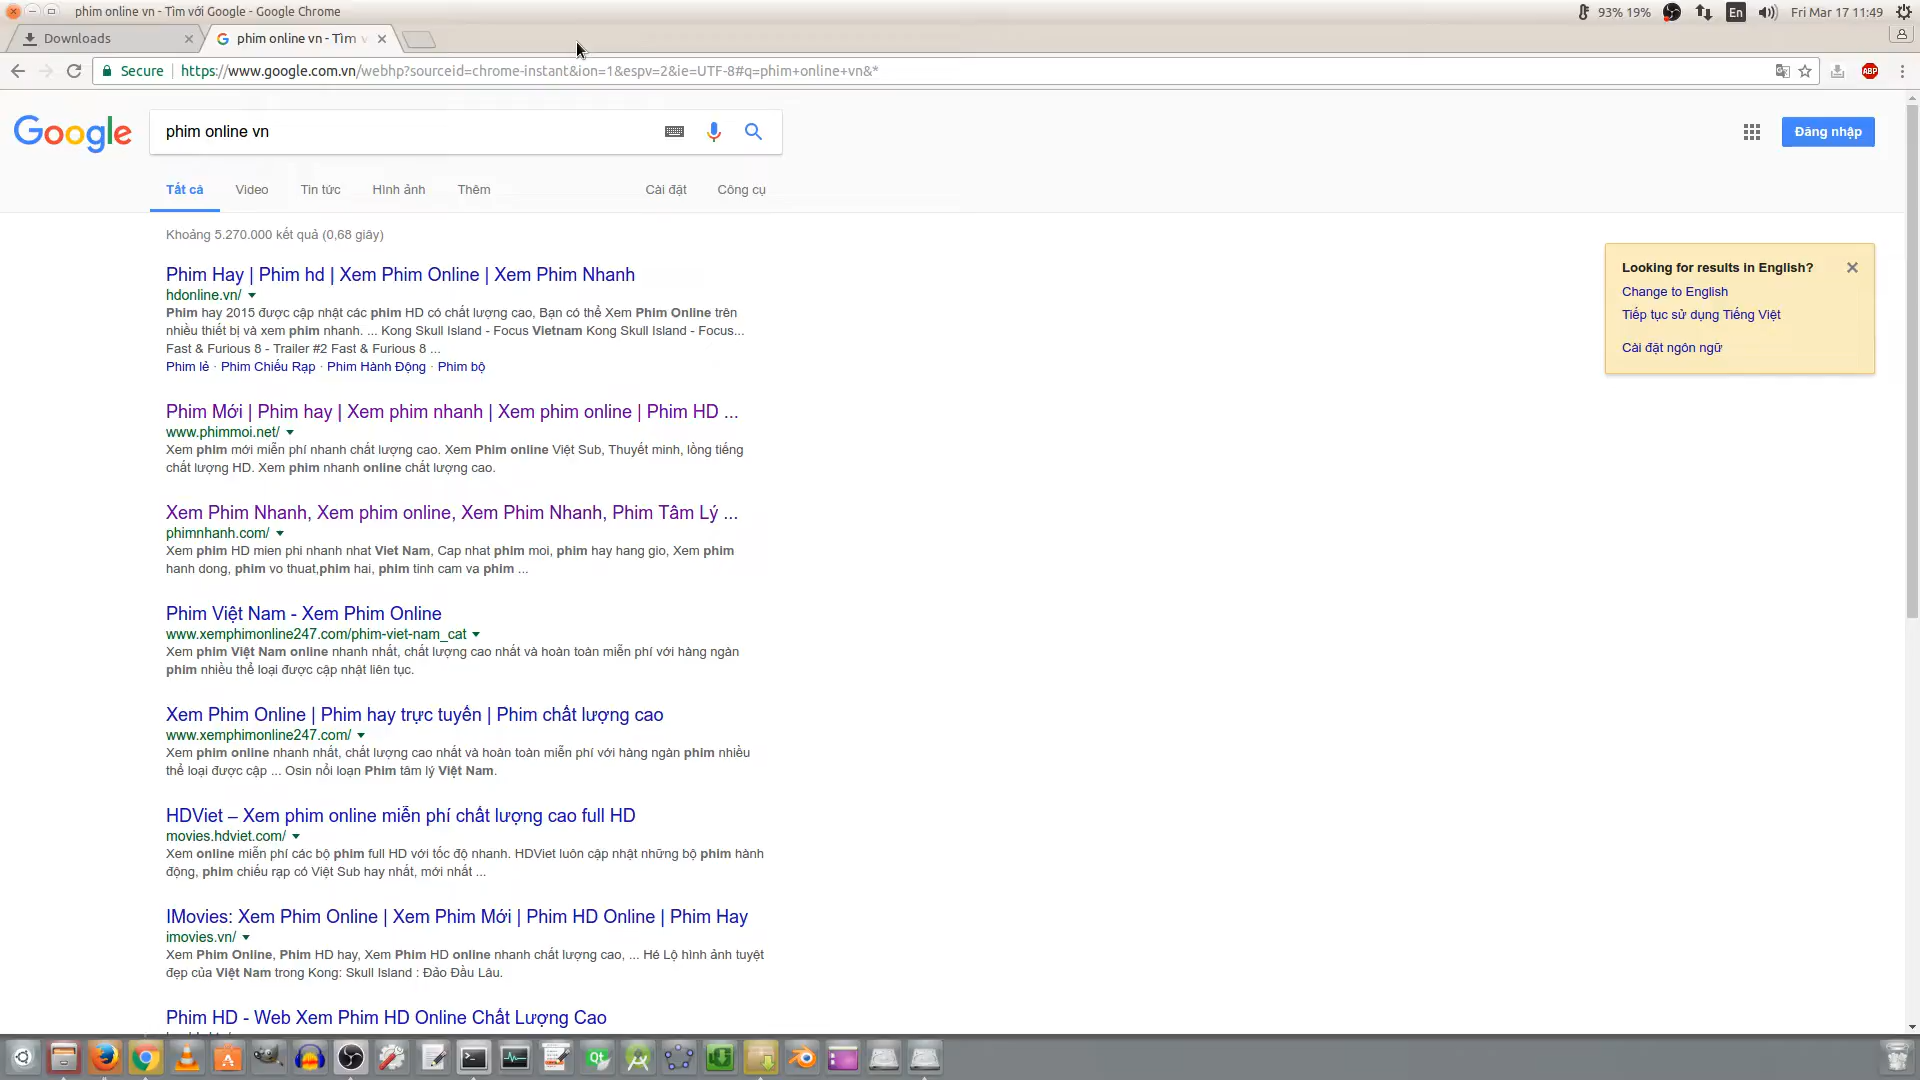 phim online vn - Tìm với Google - Google Chrome
93% 19%
En
Fri Mar 17 11:49
Downloads
phim online vn - Tìm v
Secure
https://www.google.com.vn/webhp?sourceid=chrome-instant&ion=1&espv=2&ie=UTF-8#q=phim+online+vn&*
ABP
Google
phim online vn
Đăng nhập
Tất cả
Video
Tin tức
Hình ảnh
Thêm
Cài đặt
Công cụ
Khoảng 5.270.000 kết quả (0,68 giây)
Phim Hay | Phim hd | Xem Phim Online | Xem Phim Nhanh
hdonline.vn/
Phim hay 2015 được cập nhật các phim HD có chất lượng cao, Bạn có thể Xem Phim Online trên
nhiều thiết bị và xem phim nhanh. ... Kong Skull Island - Focus Vietnam Kong Skull Island - Focus...
Fast & Furious 8 - Trailer #2 Fast & Furious 8 ...
Phim lẻ · Phim Chiếu Rạp · Phim Hành Động · Phim bộ
Looking for results in English?
Change to English
Tiếp tục sử dụng Tiếng Việt
Cài đặt ngôn ngữ
Phim Mới | Phim hay | Xem phim nhanh | Xem phim online | Phim HD ...
www.phimmoi.net/
Xem phim mới miễn phí nhanh chất lượng cao. Xem Phim online Việt Sub, Thuyết minh, lồng tiếng
chất lượng HD. Xem phim nhanh online chất lượng cao.
Xem Phim Nhanh, Xem phim online, Xem Phim Nhanh, Phim Tâm Lý ...
phimnhanh.com/
Xem phim HD mien phi nhanh nhat Viet Nam, Cap nhat phim moi, phim hay hang gio, Xem phim
hanh dong, phim vo thuat,phim hai, phim tinh cam va phim ...
Phim Việt Nam - Xem Phim Online
www.xemphimonline247.com/phim-viet-nam_cat
Xem phim Việt Nam online nhanh nhất, chất lượng cao nhất và hoàn toàn miễn phí với hàng ngàn
phim nhiều thể loại được cập nhật liên tục.
Xem Phim Online | Phim hay trực tuyến | Phim chất lượng cao
www.xemphimonline247.com/
Xem phim online nhanh nhất, chất lượng cao nhất và hoàn toàn miễn phí với hàng ngàn phim nhiều
thể loại được cập ... Osin nổi loạn Phim tâm lý Việt Nam.
HDViet – Xem phim online miễn phí chất lượng cao full HD
movies.hdviet.com/
Xem online miễn phí các bộ phim full HD với tốc độ nhanh. HDViet luôn cập nhật những bộ phim hành
động, phim chiếu rạp có Việt Sub hay nhất, mới nhất ...
IMovies: Xem Phim Online | Xem Phim Mới | Phim HD Online | Phim Hay
imovies.vn/
Xem Phim Online, Phim HD hay, Xem Phim HD online nhanh chất lượng cao, ... Hé Lộ hình ảnh tuyệt
đẹp của Việt Nam trong Kong: Skull Island : Đảo Đầu Lâu.
Phim HD - Web Xem Phim HD Online Chất Lượng Cao